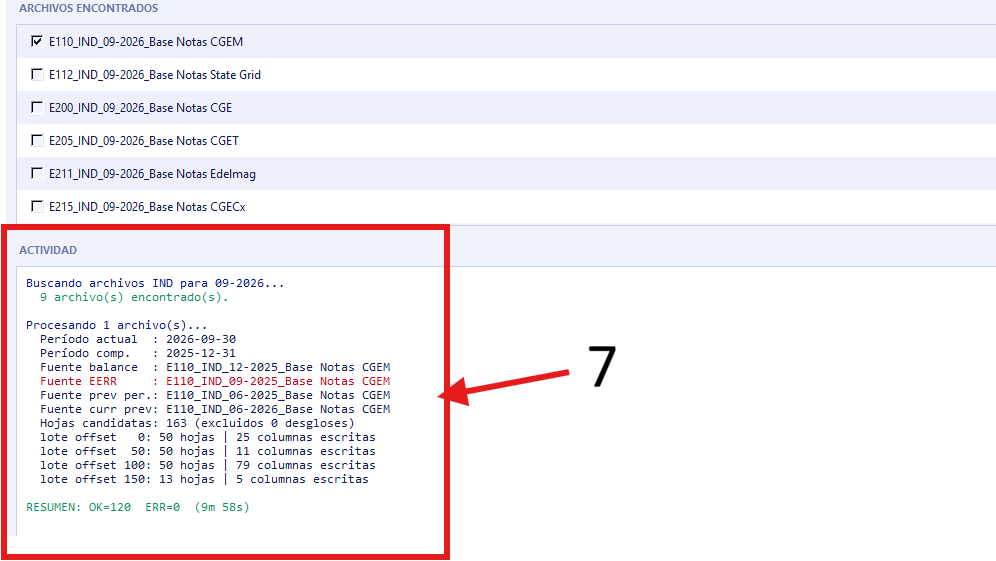 ARCHIVOS ENCONTRADOS
E110_IND_09-2026_Base Notas CGEM
E112_IND_09-2026_Base Notas State Grid
E200_IND_09_2026_Base Notas CGE
E205_IND_09-2026_Base Notas CGET
E211_IND_09-2026_Base Notas Edelmag
E215_IND_09-2026_Base Notas CGECx
ACTIVIDAD
Buscando archivos IND para 09-2026...
9 archivo(s) encontrado(s).
Procesando 1 archivo(s)...
Período actual  : 2026-09-30
Período comp.   : 2025-12-31
Fuente balance  : E110_IND_12-2025_Base Notas CGEM
Fuente EERR     : E110_IND_09-2025_Base Notas CGEM
Fuente prev per.: E110_IND_06-2025_Base Notas CGEM
Fuente curr prev: E110_IND_06-2026_Base Notas CGEM
Hojas candidatas: 163 (excluidos 0 desgloses)
lote offset   0: 50 hojas | 25 columnas escritas
lote offset  50: 50 hojas | 11 columnas escritas
lote offset 100: 50 hojas | 79 columnas escritas
lote offset 150: 13 hojas | 5 columnas escritas
RESUMEN: OK=120  ERR=0  (9m 58s)
7